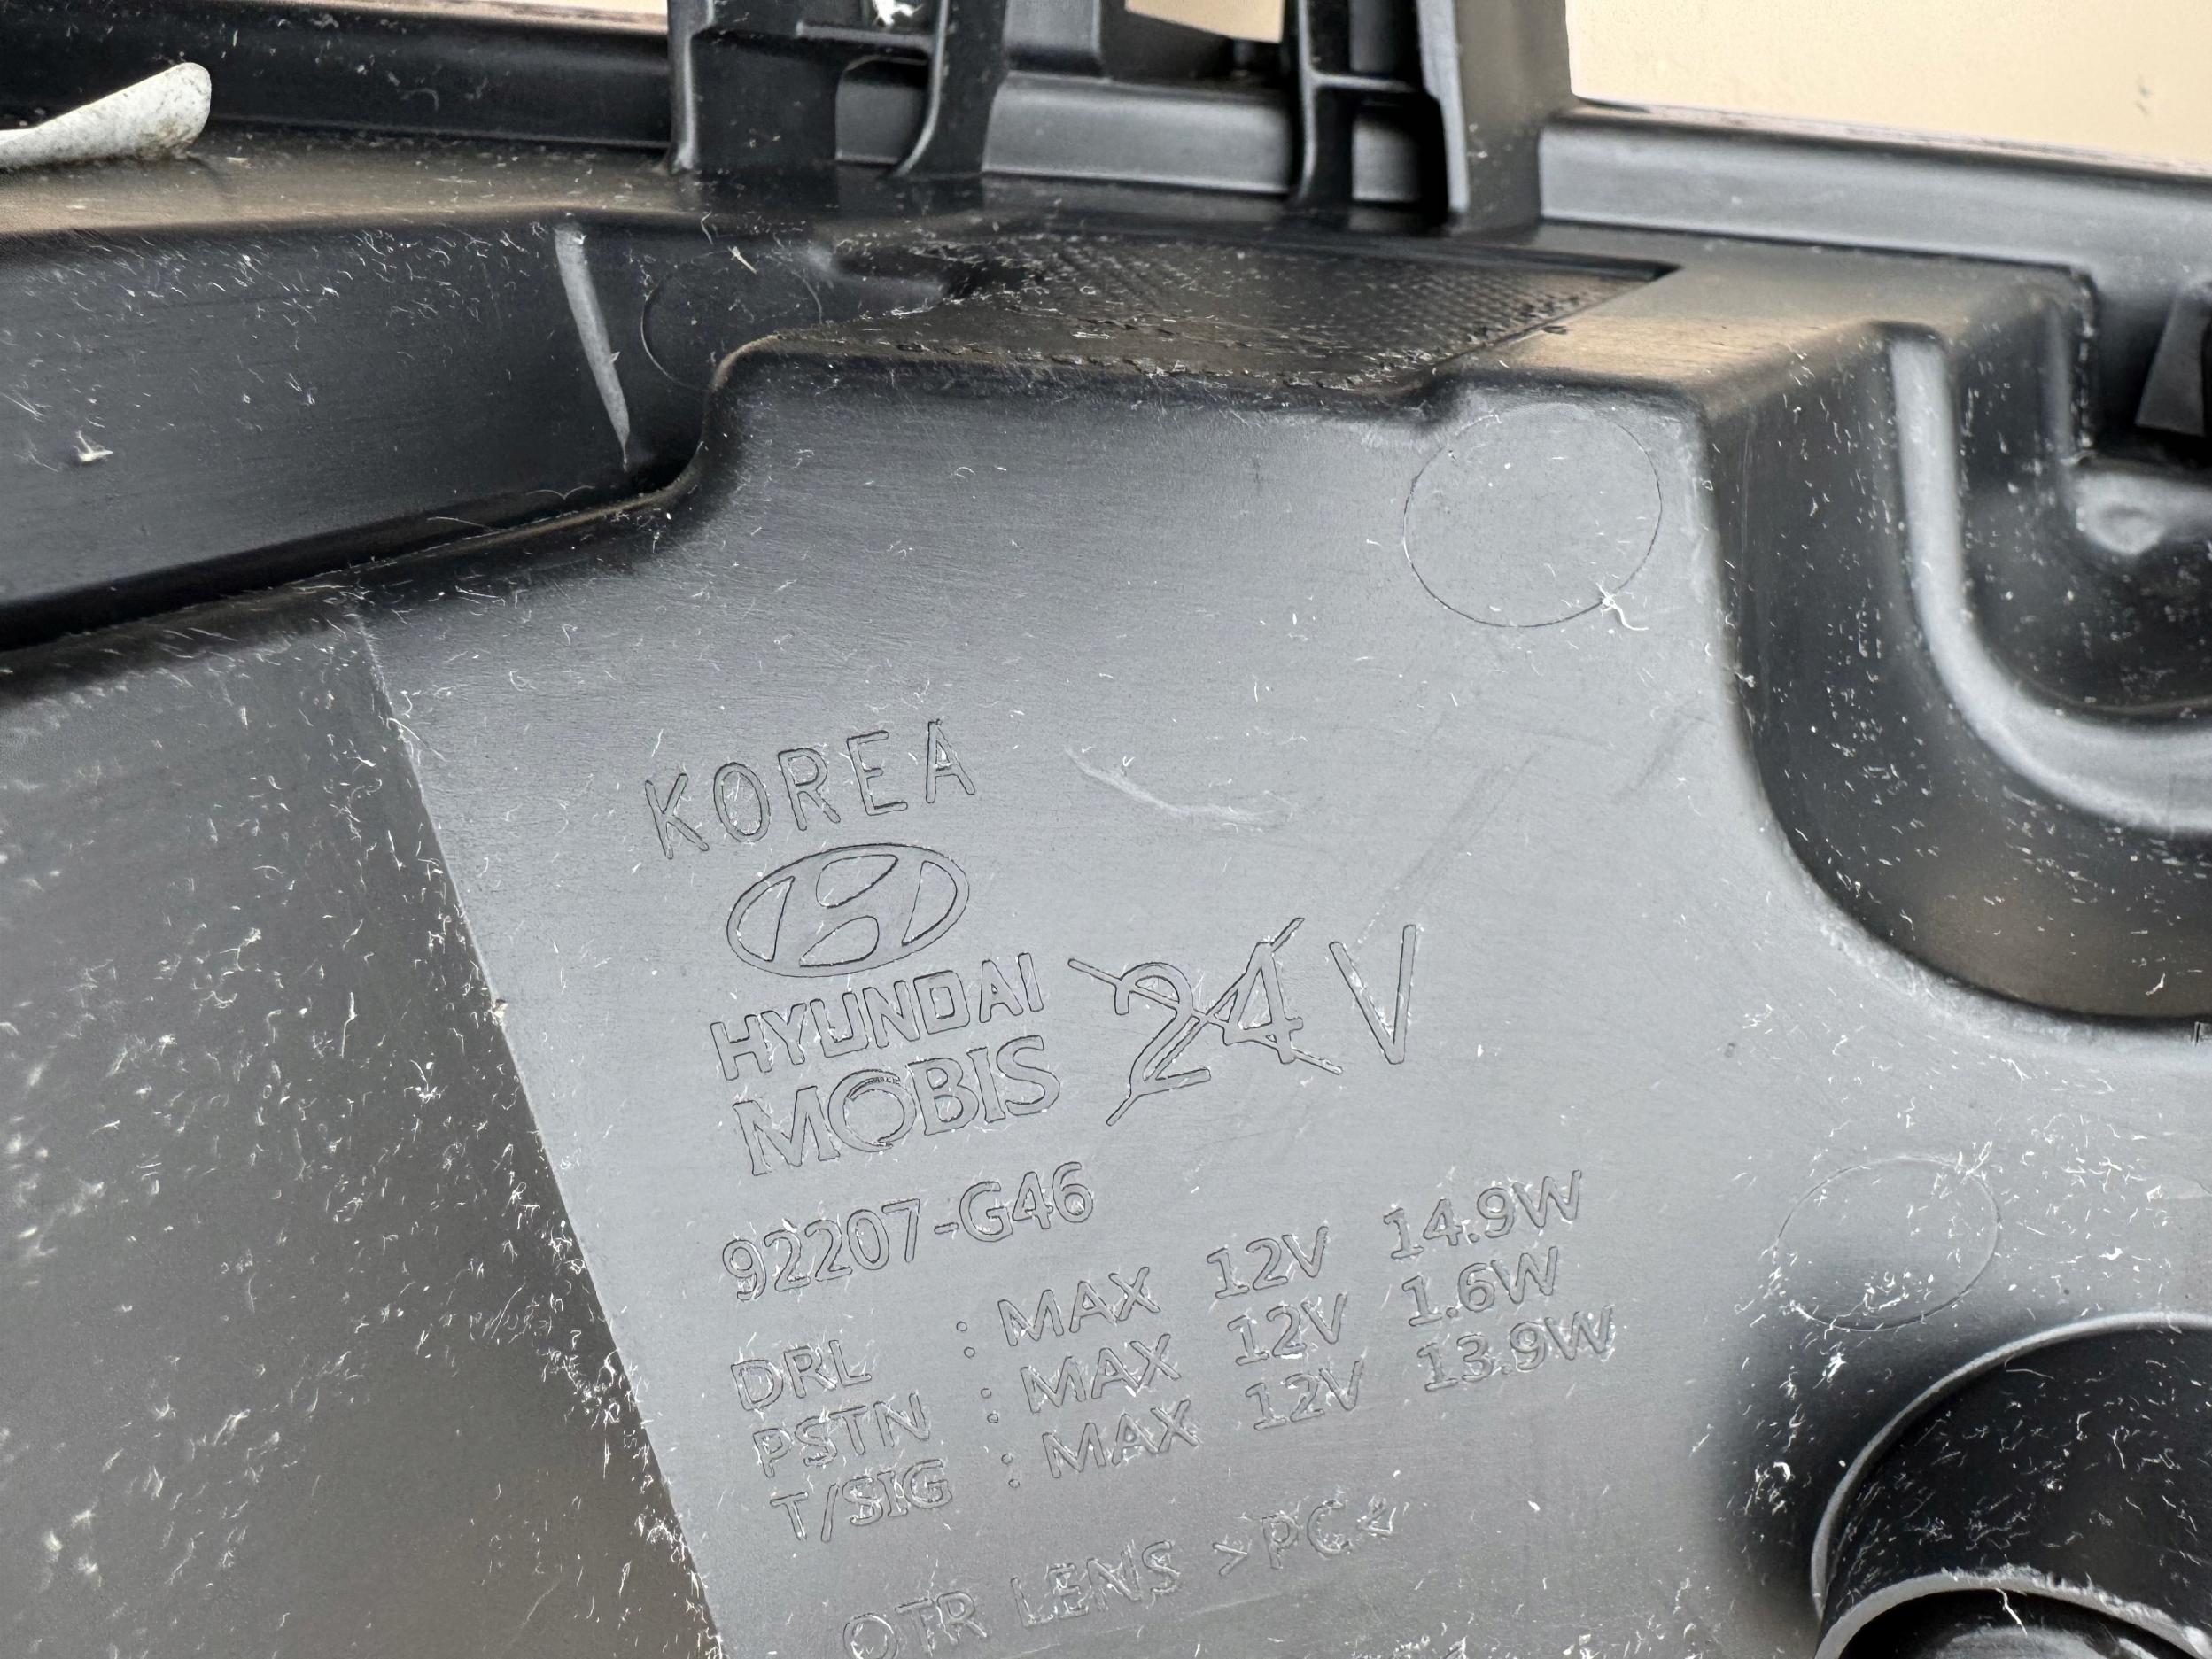 KOREA
HYUNDAI
MOBIS
24 V
92207-G46
DRL : MAX 12V 14.9W
PSTN : MAX 12V 1.6W
T/SIG : MAX 12V 13.9W
OTR LENS >PC<